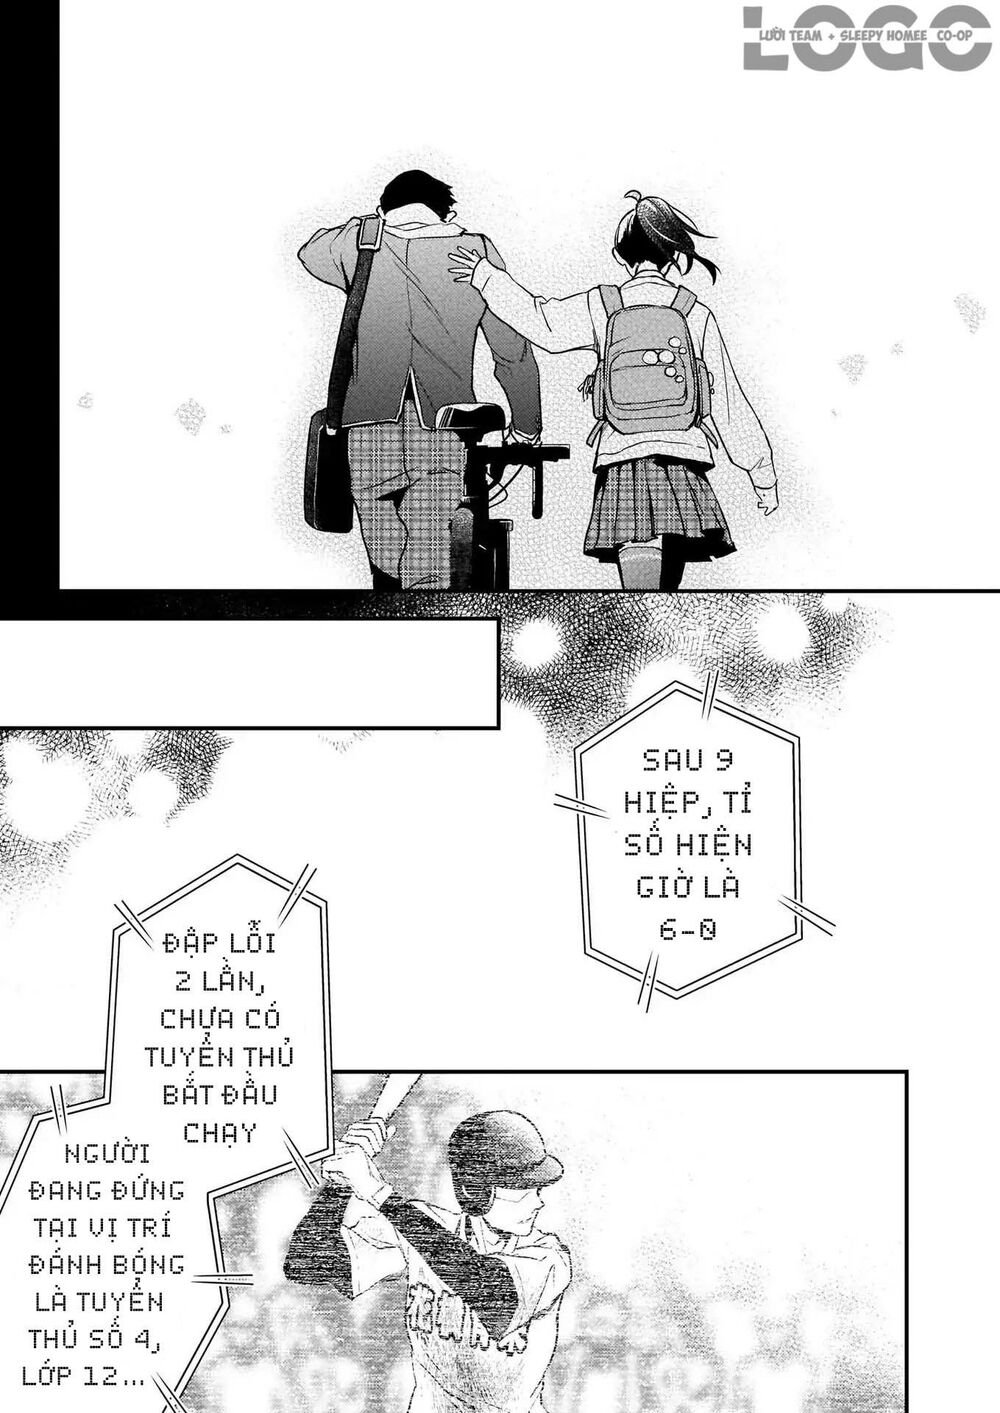 LOGO
LƯỜI TEAM + SLEEPY HOMEE CO-OP
SAU 9
HIỆP, TỈ
SỐ HIỆN
GIỜ LÀ
6-0
ĐẬP LỖI
2 LẦN,
CHƯA CÓ
TUYỂN THỦ
BẮT ĐẦU
CHẠY
NGƯỜI
ĐANG ĐỨNG
TẠI VỊ TRÍ
ĐÁNH BÓNG
LÀ TUYỂN
THỦ SỐ 4,
LỚP 12...